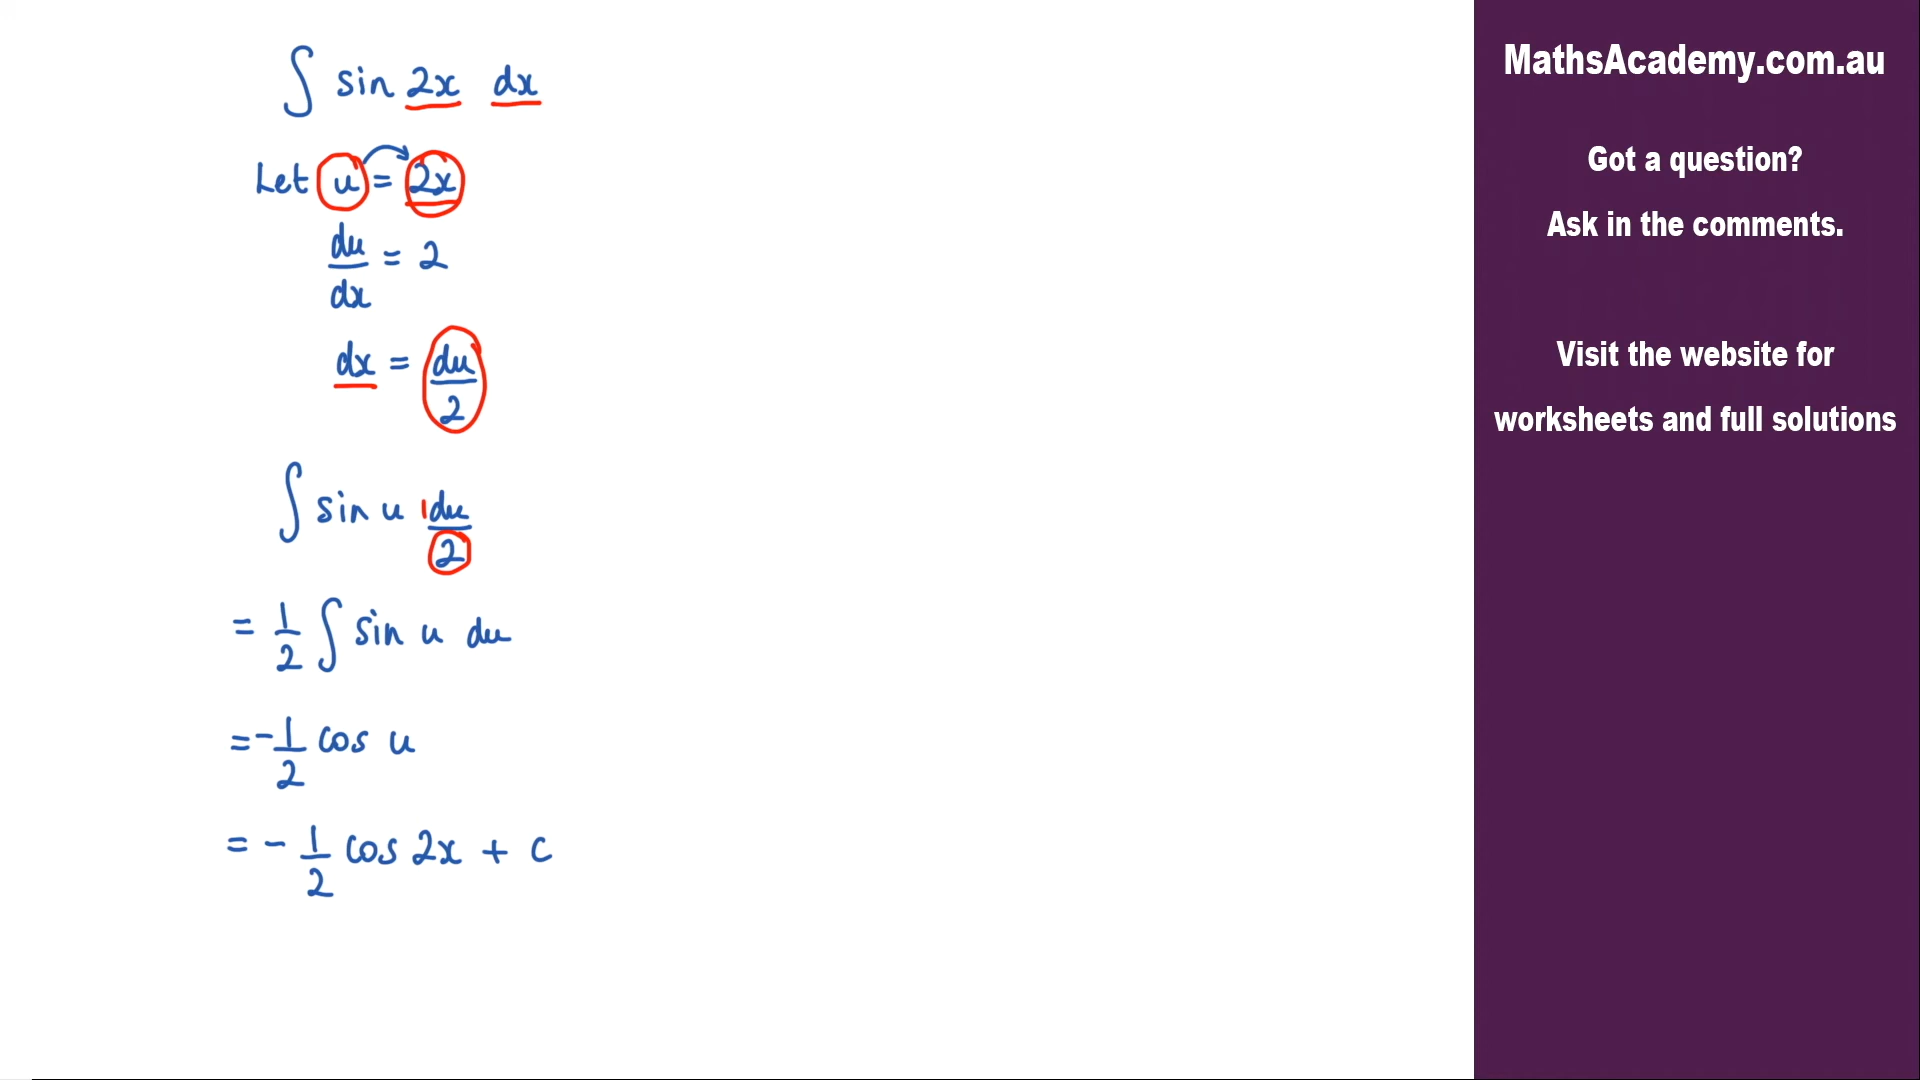 ∫ sin 2x dx
Let u = 2x
du/dx = 2
dx = du/2
∫ sin u 1du/2
= 1/2 ∫ sin u du
= -1/2 cos u
= - 1/2 cos 2x + c
MathsAcademy.com.au
Got a question?
Ask in the comments.
Visit the website for
worksheets and full solutions